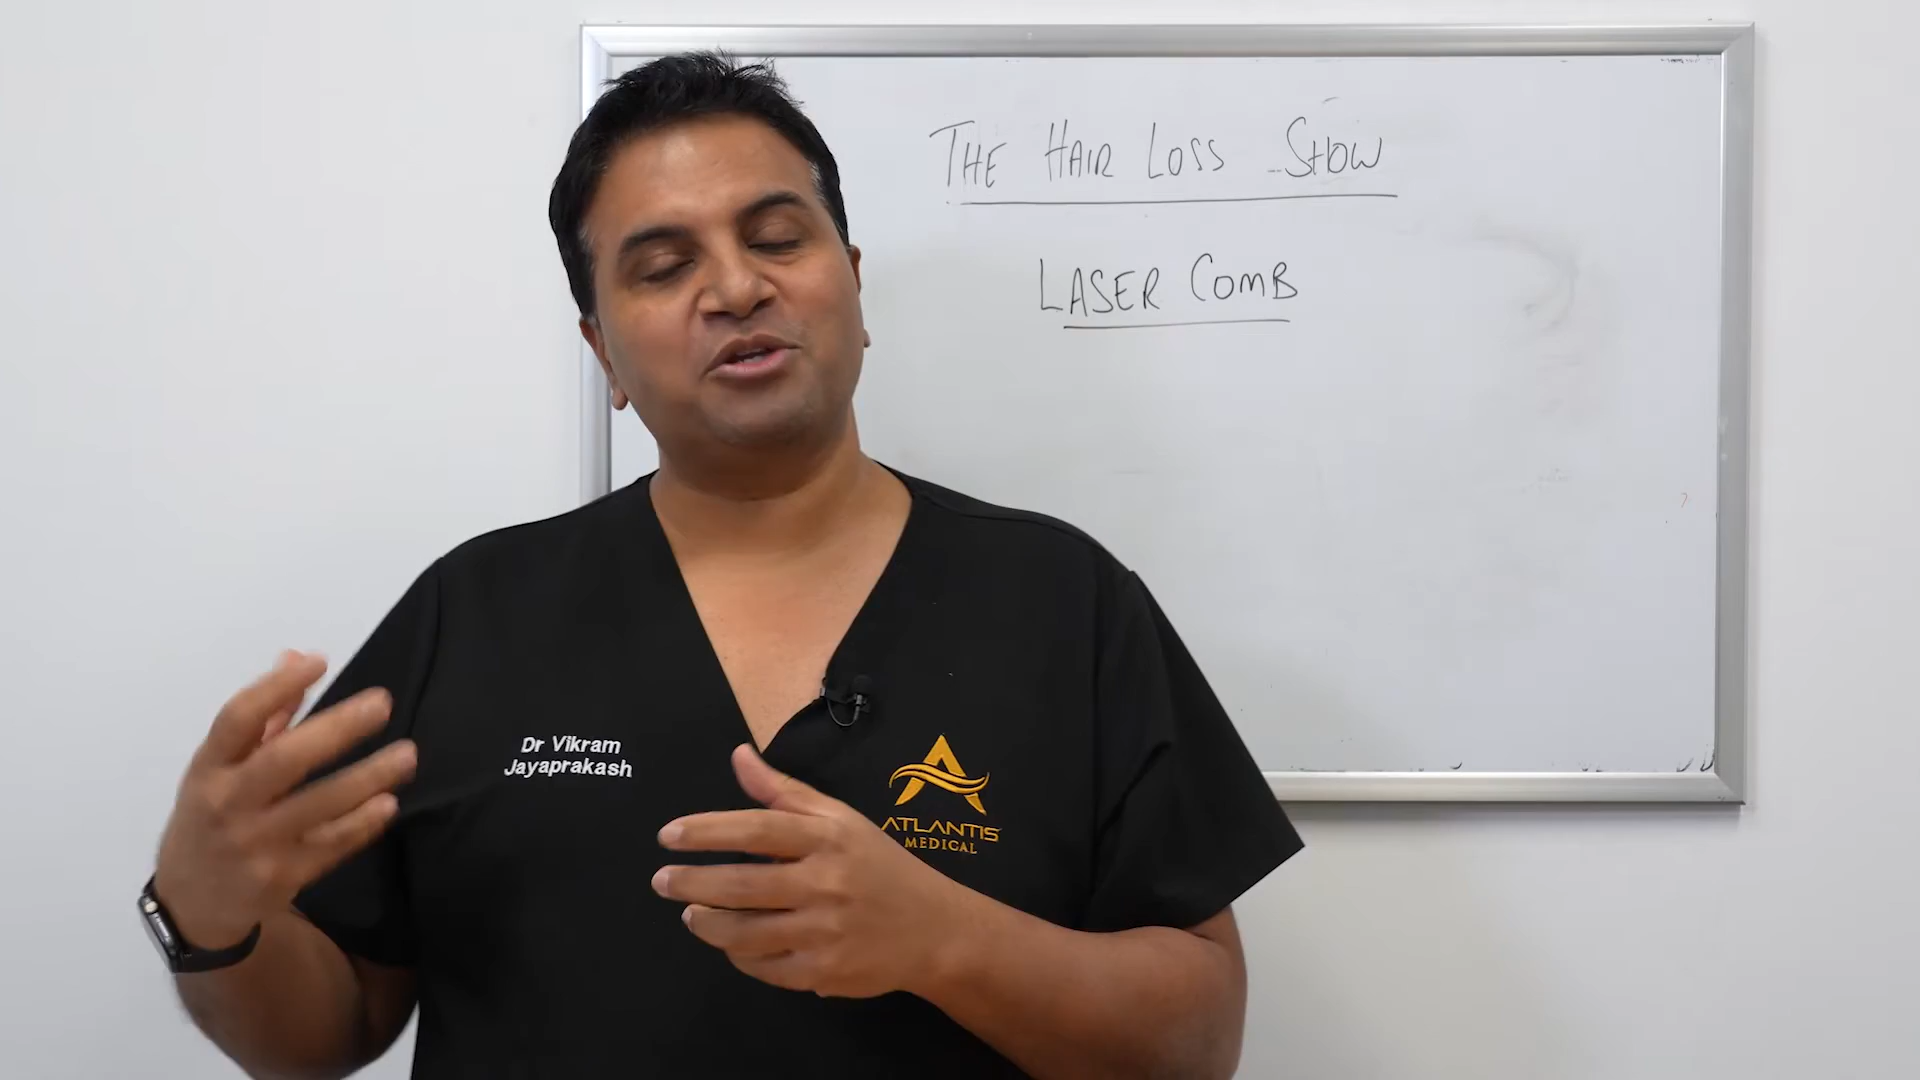 THE HAIR LOSS SHOW
LASER COMB
Dr Vikram
Jayaprakash
ATLANTIS
MEDICAL